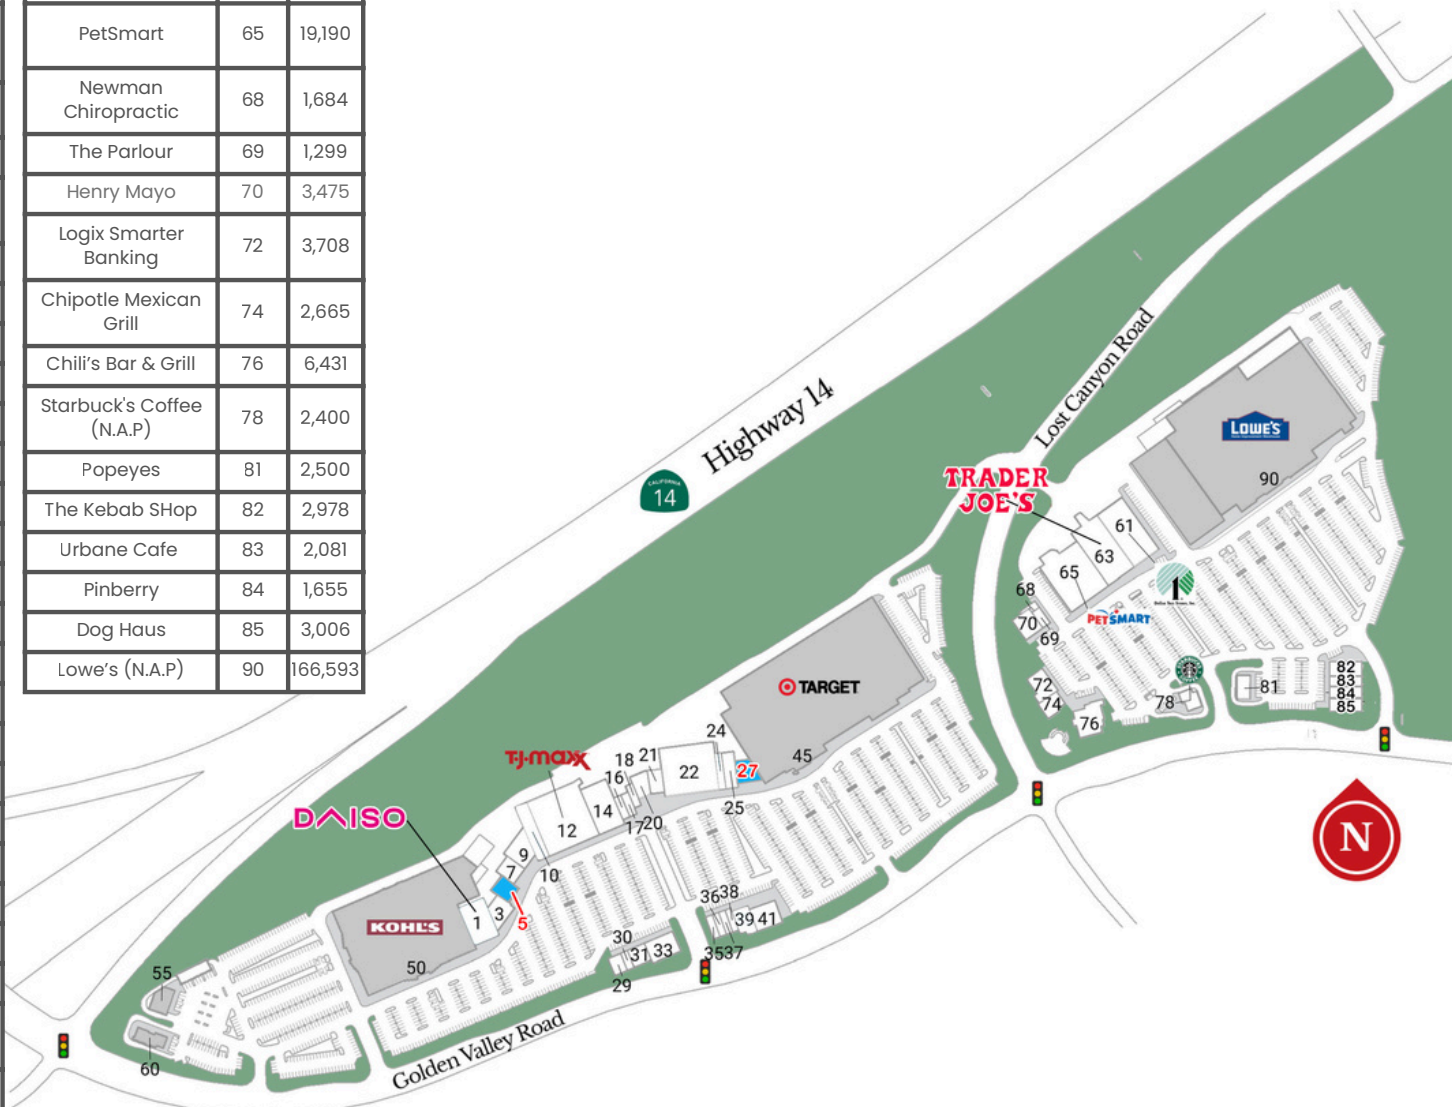 PetSmart 65 19,190
Newman
Chiropractic 68 1,684
The Parlour 69 1,299
Henry Mayo 70 3,475
Logix Smarter
Banking 72 3,708
Chipotle Mexican
Grill 74 2,665
Chili's Bar & Grill 76 6,431
Starbuck's Coffee
(N.A.P) 78 2,400
Popeyes 81 2,500
The Kebab SHop 82 2,978
Urbane Cafe 83 2,081
Pinberry 84 1,655
Dog Haus 85 3,006
Lowe's (N.A.P) 90 166,593
Highway 14
CALIFORNIA
14
Lost Canyon Road
LOWE'S
90
TRADER
JOE'S
61
63
65
68
PETSMART
70
69
72
74
76
78
81
82
83
84
85
TARGET
45
24
27
25
22
21
18
16
17
20
14
T.J.maxx
12
10
9
7
DAISO
5
3
1
KOHL'S
50
36
38
39
41
35
37
30
31
33
29
55
60
Golden Valley Road
N